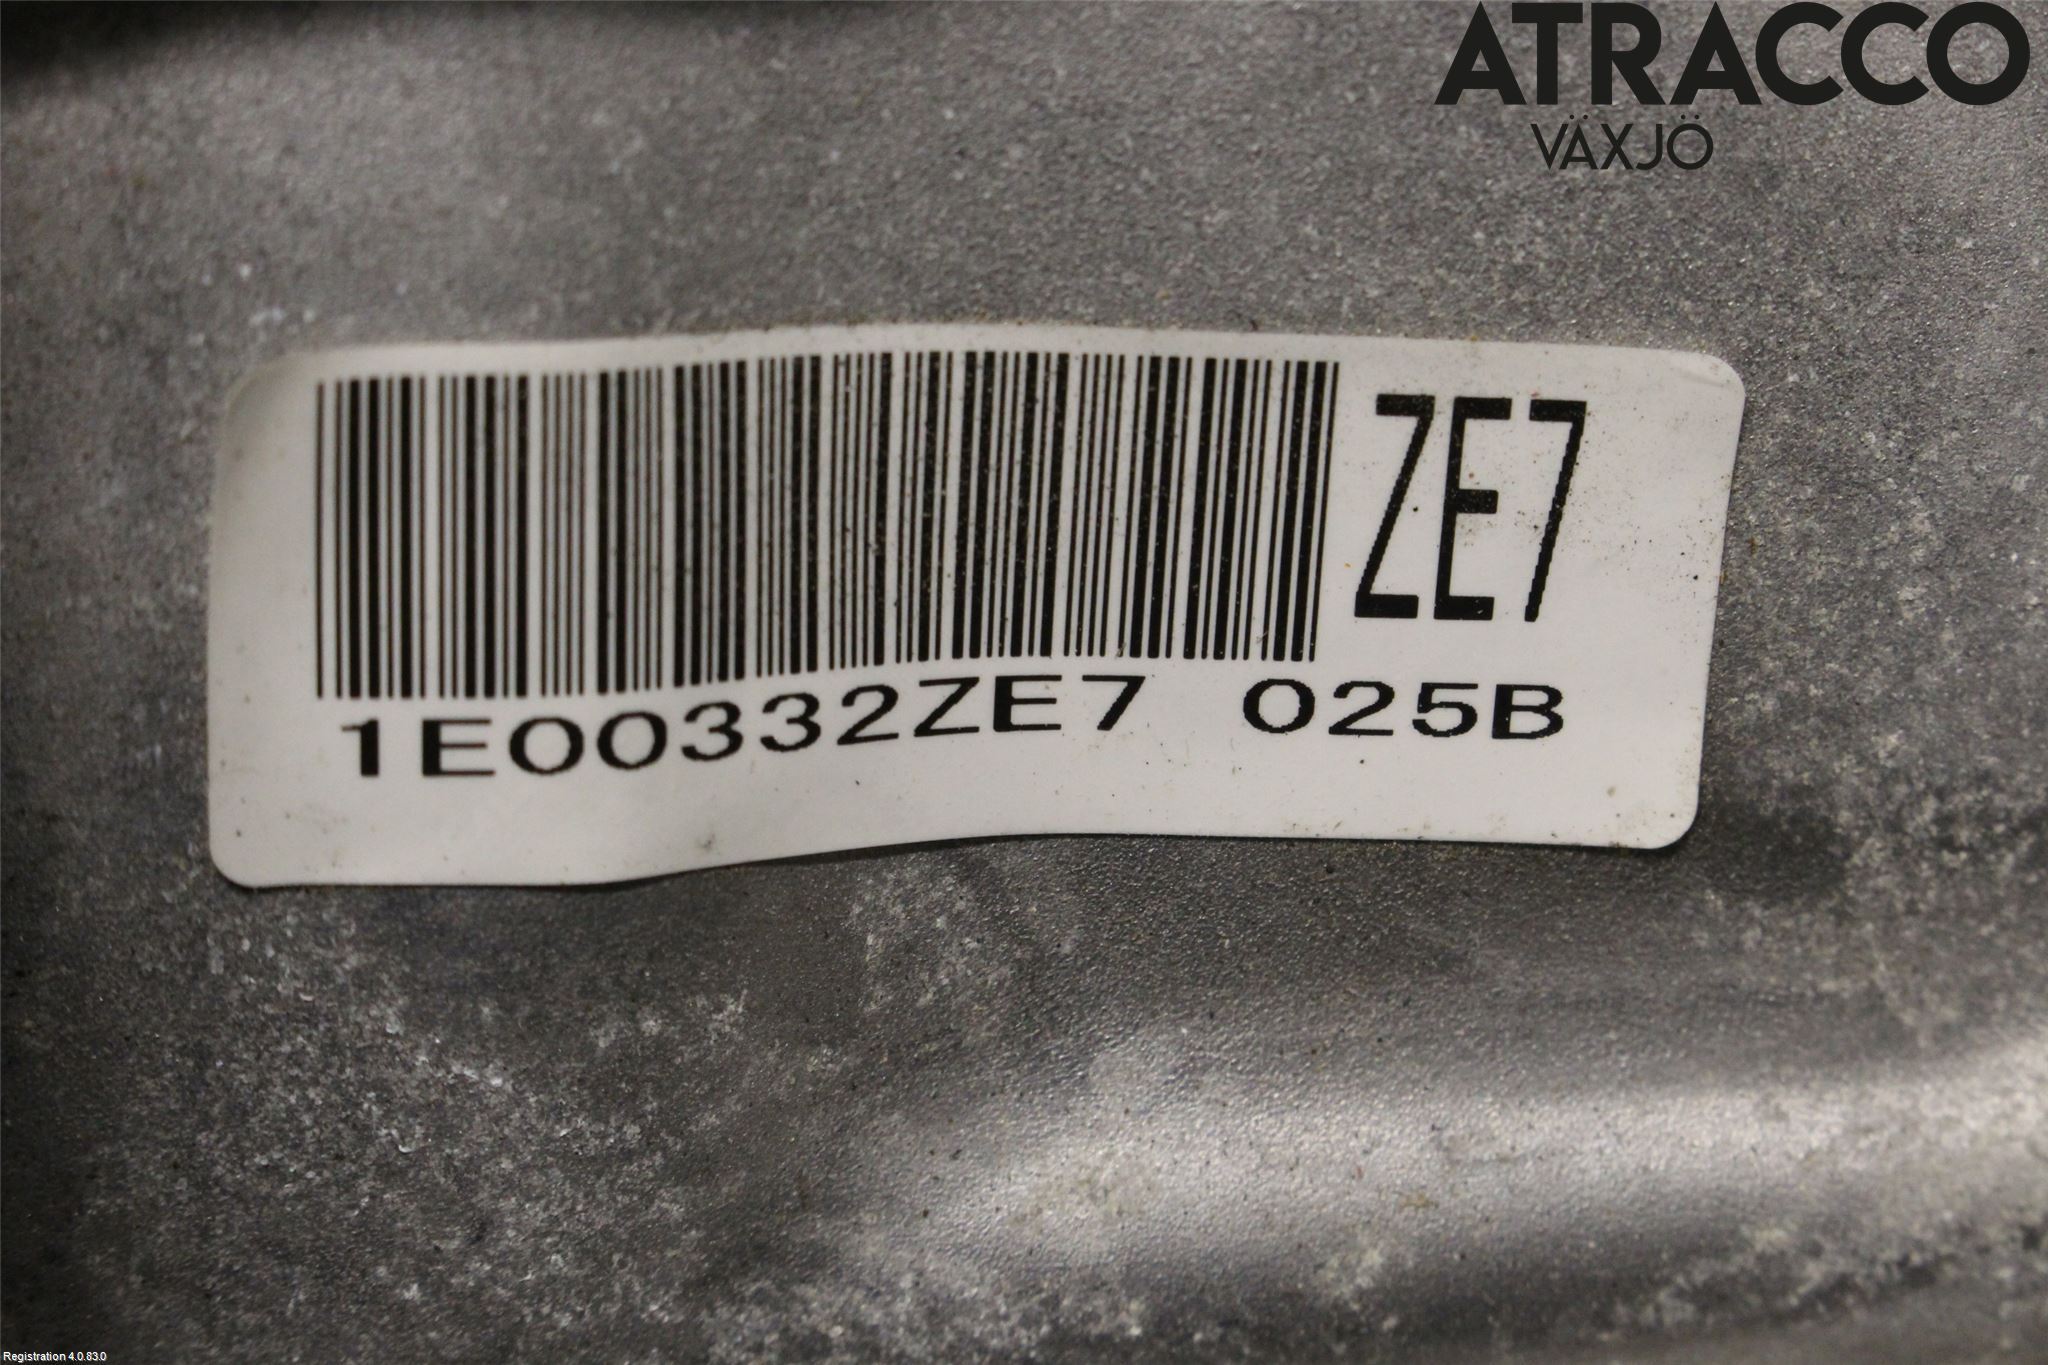 ATRACCO
VÄXJÖ
ZE7
1E00332ZE7 025B
Registration 4.0.83.0